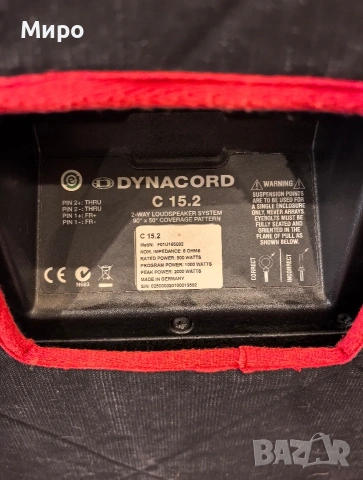 Миро
PIN 2+: THRU
PIN 2-: THRU
PIN 1+: FR+
PIN 1-: FR-
DYNACORD
C 15.2
2-WAY LOUDSPEAKER SYSTEM
90° x 50° COVERAGE PATTERN
C 15.2
NOM. IMPEDANCE: 8 OHMS
RATED POWER: 500 WATTS
PROGRAM POWER: 1000 WATTS
PEAK POWER: 2000 WATTS
MADE IN GERMANY
N663
WARNING
SUSPENSION POINTS
ARE TO BE USED FOR
A SINGLE ENCLOSURE
ONLY, NEVER ARRAYS.
EYEBOLTS MUST BE
SEATED AND
ORIENTED IN THE
PLANE OF PULL AS
SHOWN BELOW.
CORRECT
INCORRECT
BAZAR